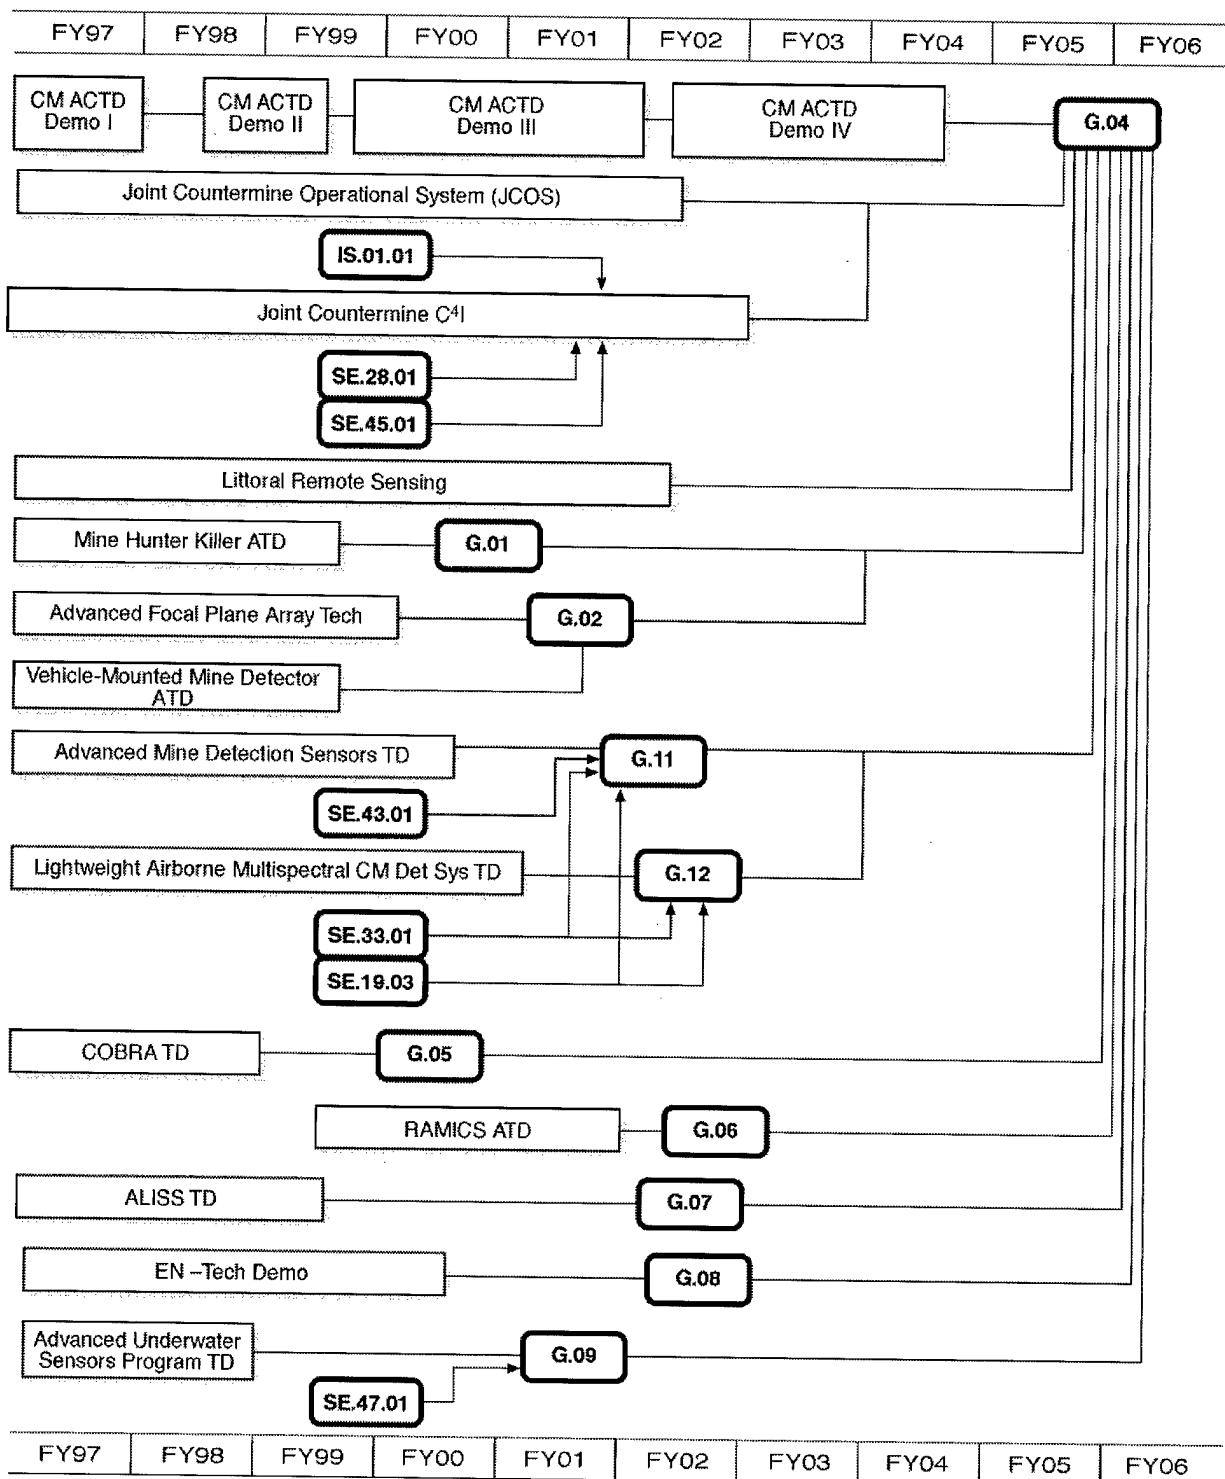 FY97 FY98 FY99 FY00 FY01 FY02 FY03 FY04 FY05 FY06
CM ACTD
Demo I
CM ACTD
Demo II
CM ACTD
Demo III
CM ACTD
Demo IV
G.04
Joint Countermine Operational System (JCOS)
IS.01.01
Joint Countermine C⁴I
SE.28.01
SE.45.01
Littoral Remote Sensing
Mine Hunter Killer ATD
G.01
Advanced Focal Plane Array Tech
G.02
Vehicle-Mounted Mine Detector
ATD
Advanced Mine Detection Sensors TD
G.11
SE.43.01
Lightweight Airborne Multispectral CM Det Sys TD
G.12
SE.33.01
SE.19.03
COBRA TD
G.05
RAMICS ATD
G.06
ALISS TD
G.07
EN –Tech Demo
G.08
Advanced Underwater
Sensors Program TD
G.09
SE.47.01
FY97 FY98 FY99 FY00 FY01 FY02 FY03 FY04 FY05 FY06